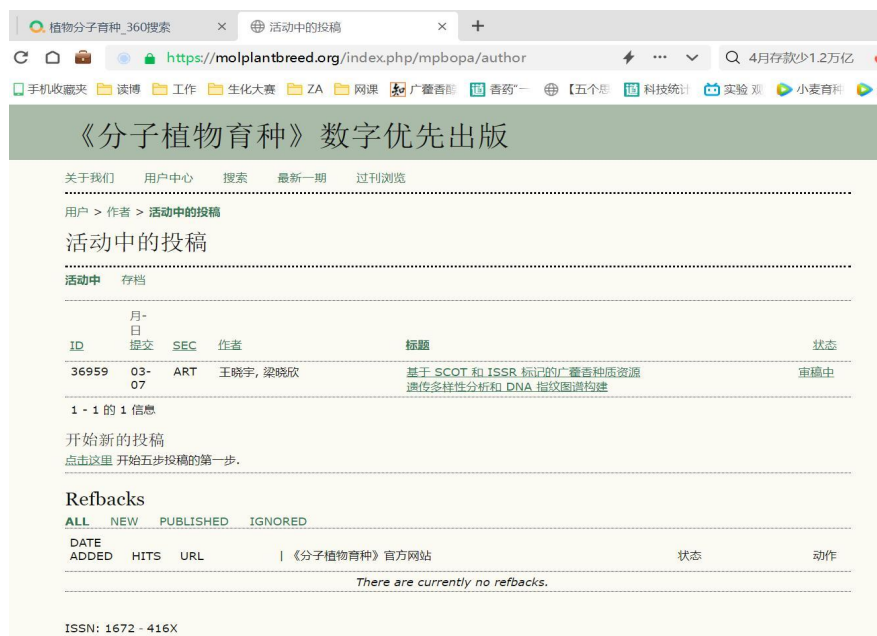 植物分子育种_360搜索 × 活动中的投稿 × +
https://molplantbreed.org/index.php/mpbopa/author ··· 4月存款少1.2万亿
手机收藏夹 读博 工作 生化大赛 ZA 网课 广藿香醇 香药"一 【五个思 科技统计 实验 观 小麦育种
《分子植物育种》数字优先出版
关于我们 用户中心 搜索 最新一期 过刊浏览
用户 > 作者 > 活动中的投稿
活动中的投稿
活动中 存档
月-
日
ID 提交 SEC 作者 标题 状态
36959 03- ART 王晓宇, 梁晓欣 基于 SCOT 和 ISSR 标记的广藿香种质资源 审稿中
07 遗传多样性分析和 DNA 指纹图谱构建
1 - 1 的 1 信息
开始新的投稿
点击这里 开始五步投稿的第一步.
Refbacks
ALL NEW PUBLISHED IGNORED
DATE
ADDED HITS URL | 《分子植物育种》官方网站 状态 动作
There are currently no refbacks.
ISSN: 1672 - 416X